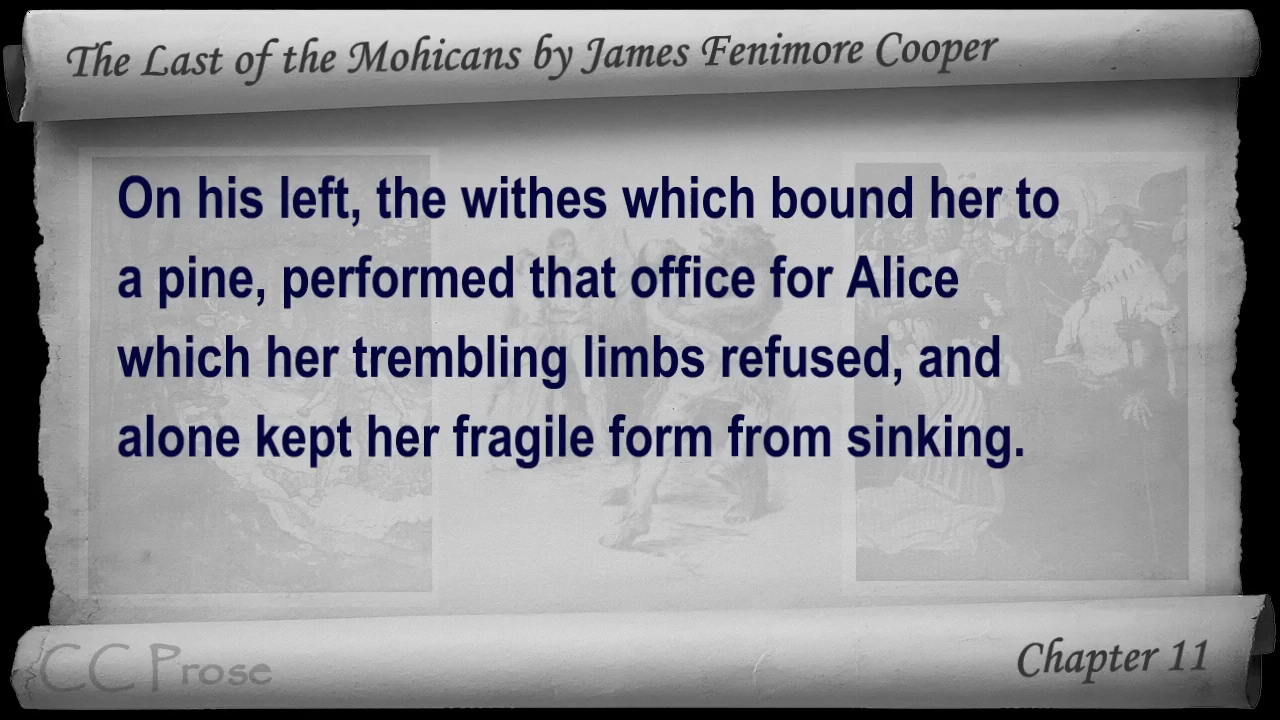 The Last of the Mohicans by James Fenimore Cooper
On his left, the withes which bound her to
a pine, performed that office for Alice
which her trembling limbs refused, and
alone kept her fragile form from sinking.
CC Prose
Chapter 11